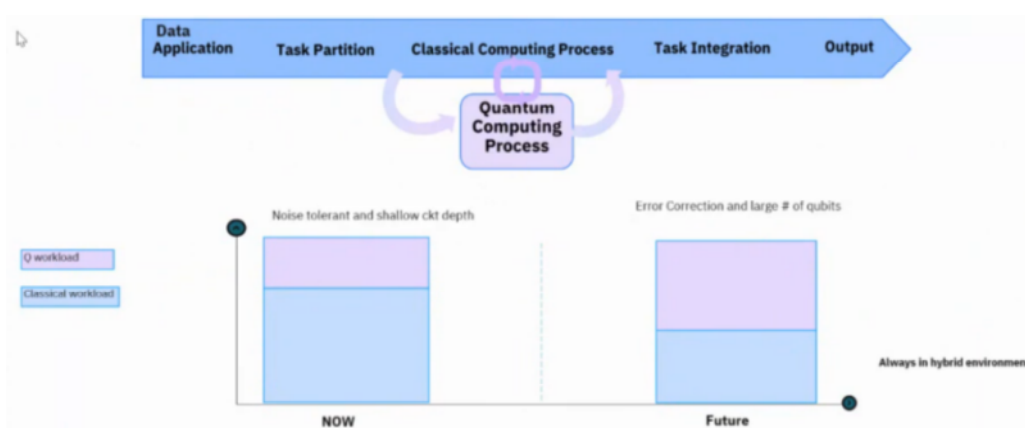 Data
Application
Task Partition
Classical Computing Process
Task Integration
Output
Quantum
Computing
Process
Noise tolerant and shallow ckt depth
Error Correction and large # of qubits
Q workload
Classical workload
Always in hybrid environmen
NOW
Future